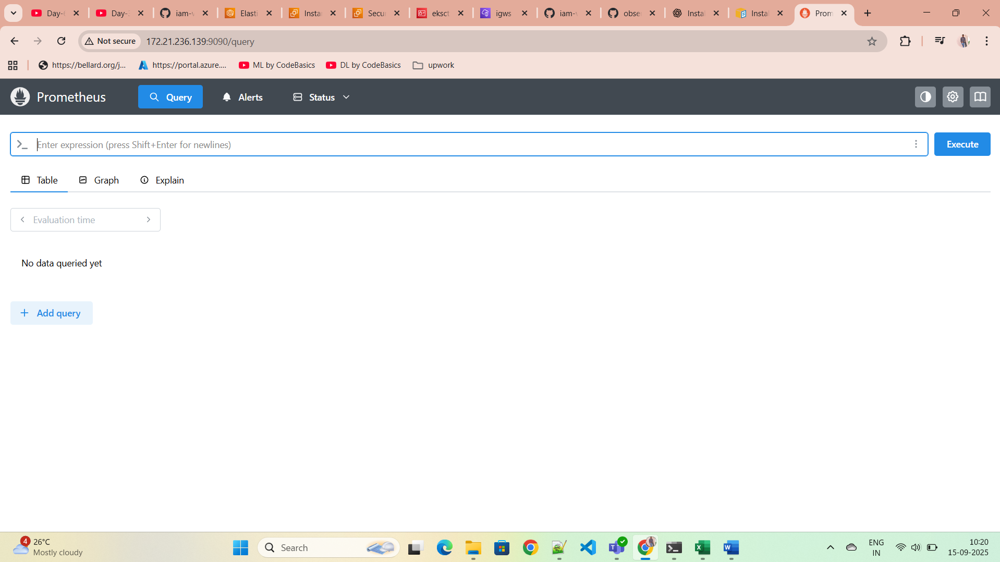 Day-
Day-
iam-
Elasti
Insta
Secu
eksct
igws
iam-
obse
Insta
Instal
Prom
Not secure
172.21.236.139:9090/query
https://bellard.org/j...
https://portal.azure....
ML by CodeBasics
DL by CodeBasics
upwork
Prometheus
Query
Alerts
Status
Enter expression (press Shift+Enter for newlines)
Execute
Table
Graph
Explain
Evaluation time
No data queried yet
Add query
4
26°C
Mostly cloudy
Search
ENG
IN
10:20
15-09-2025